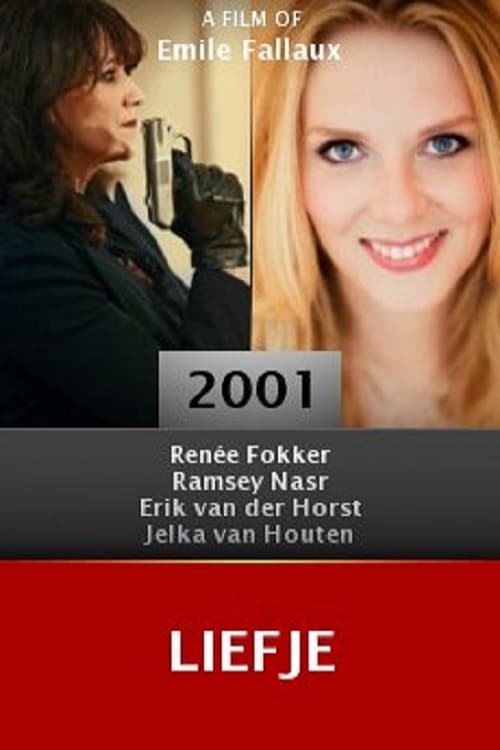 A FILM OF
Emile Fallaux
2001
Renée Fokker
Ramsey Nasr
Erik van der Horst
Jelka van Houten
LIEFJE